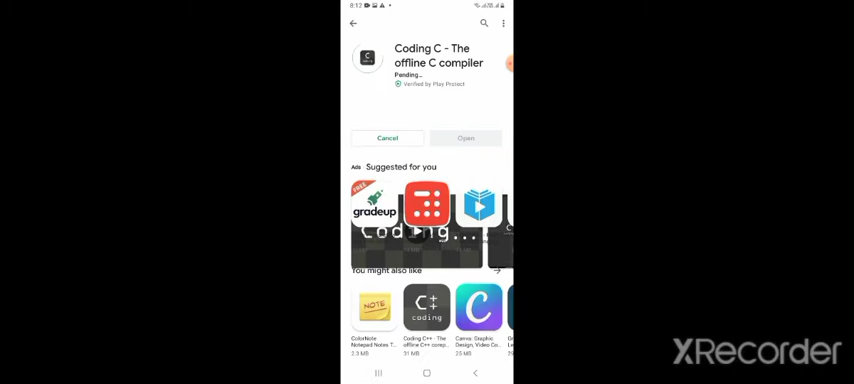 8:12
Coding C - The
offline C compiler
Pending...
Verified by Play Protect
Cancel
Open
Ads Suggested for you
FREE
gradeup
Coding...
You might also like
NOTE
C++
coding
ColorNote
Notepad Notes T...
2.3 MB
Coding C++ - The
offline C++ comp...
31 MB
Canva: Graphic
Design, Video Co...
25 MB
XRecorder